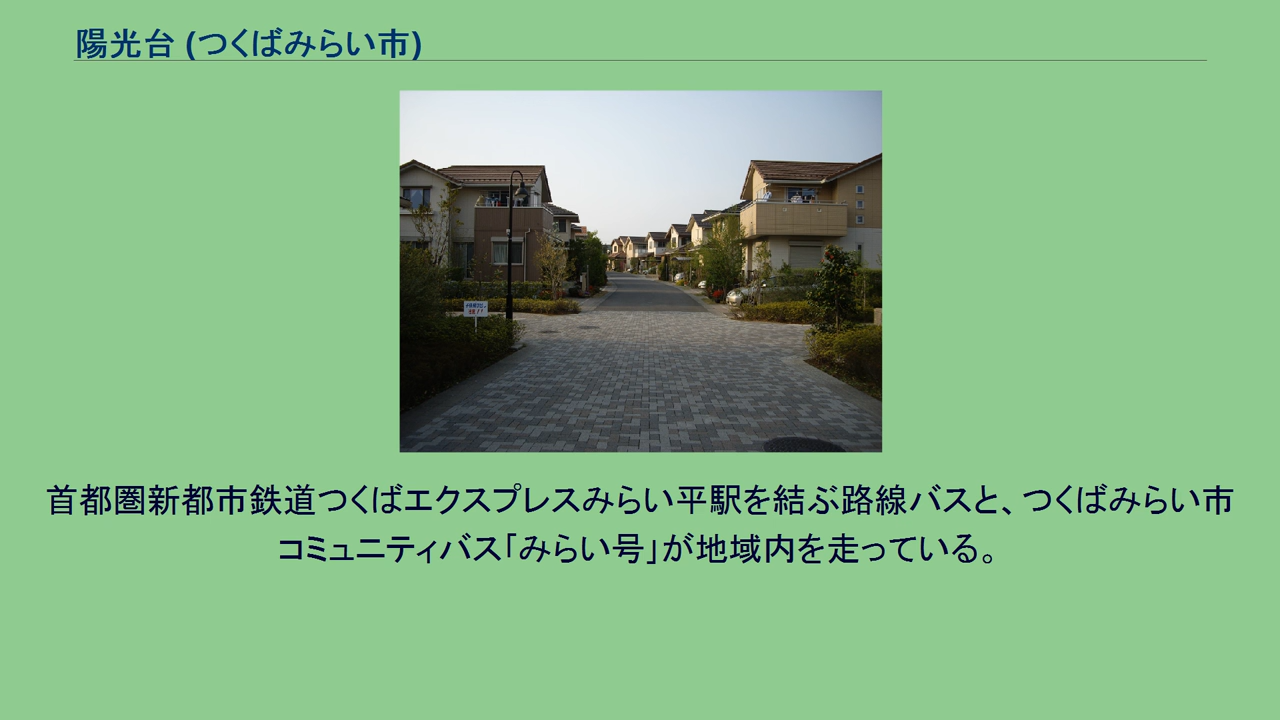 陽光台 (つくばみらい市)
首都圏新都市鉄道つくばエクスプレスみらい平駅を結ぶ路線バスと、つくばみらい市
コミュニティバス「みらい号」が地域内を走っている。